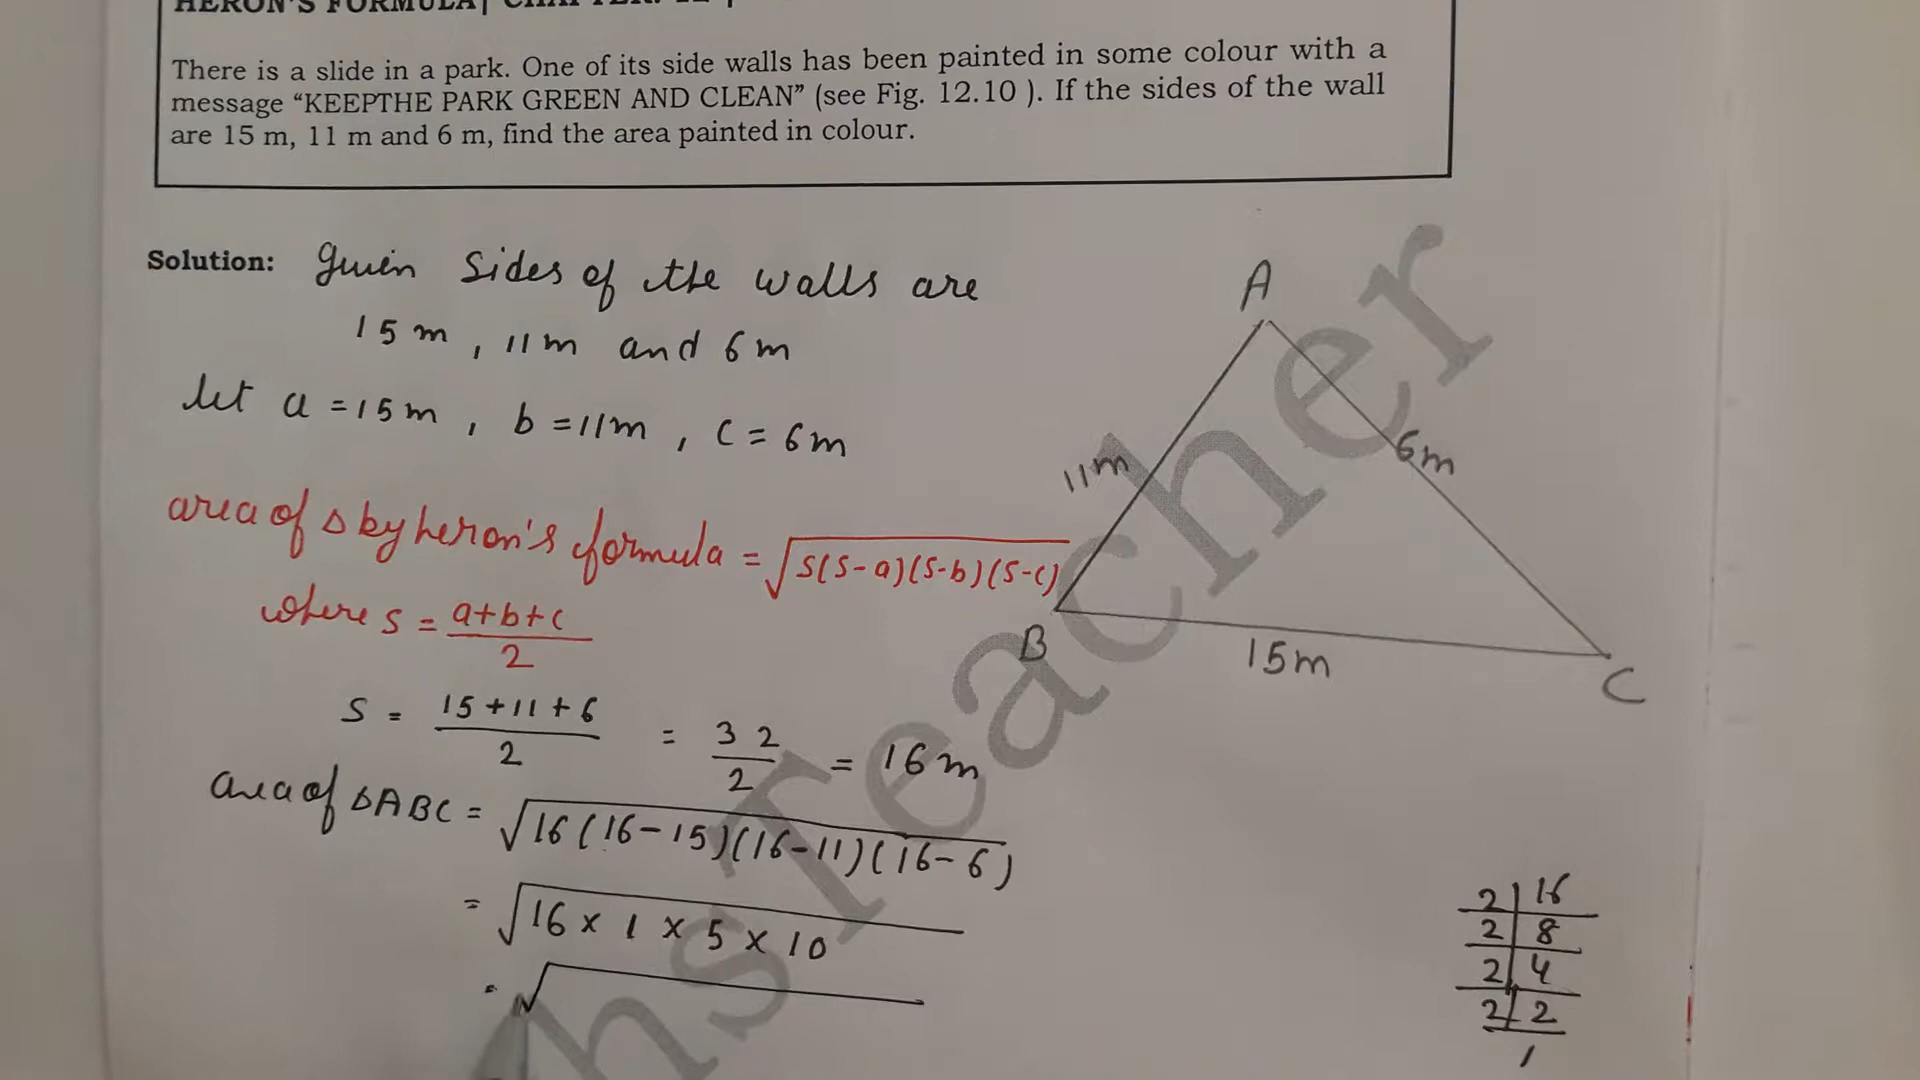 HERON'S FORMULA| CHAPTER: 12 |
There is a slide in a park. One of its side walls has been painted in some colour with a
message “KEEPTHE PARK GREEN AND CLEAN” (see Fig. 12.10 ). If the sides of the wall
are 15 m, 11 m and 6 m, find the area painted in colour.
Solution: Given sides of the walls are
15 m, 11m and 6m
let a = 15m, b = 11m, c = 6m
area of Δ by heron's formula = √s(s-a)(s-b)(s-c)
where s = a+b+c
2
S = 15+11+6 = 32 = 16m
2 2
area of ΔABC = √16(16-15)(16-11)(16-6)
= √16 × 1 × 5 × 10
= √
A
11m
6m
B
15m
C
2 | 16
2 | 8
2 | 4
2 | 2
1
hsTeacher